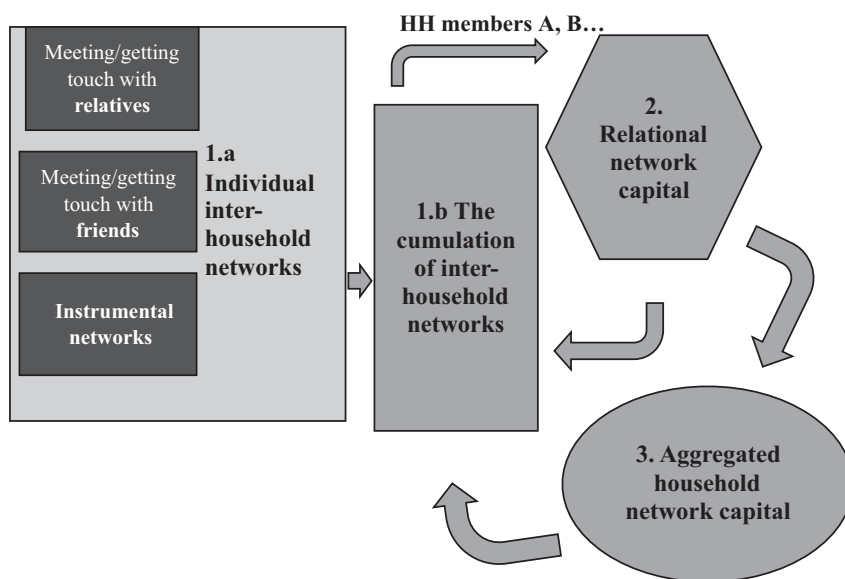 HH members A, B…
Meeting/getting
touch with
relatives
Meeting/getting
touch with
friends
Instrumental
networks
1.a
Individual
inter-
household
networks
1.b The
cumulation
of inter-
household
networks
2.
Relational
network
capital
3. Aggregated
household
network capital